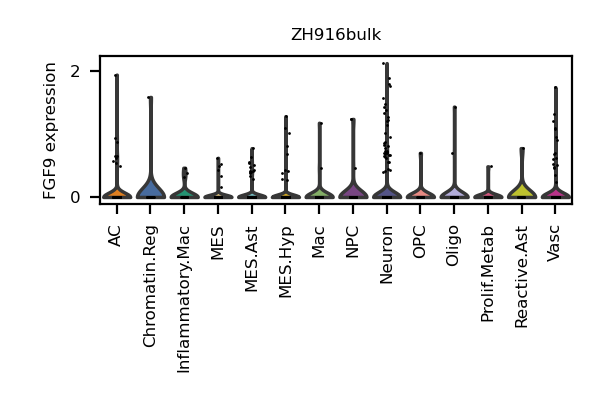 ZH916bulk
FGF9 expression
2
0
AC
Chromatin.Reg
Inflammatory.Mac
MES
MES.Ast
MES.Hyp
Mac
NPC
Neuron
OPC
Oligo
Prolif.Metab
Reactive.Ast
Vasc